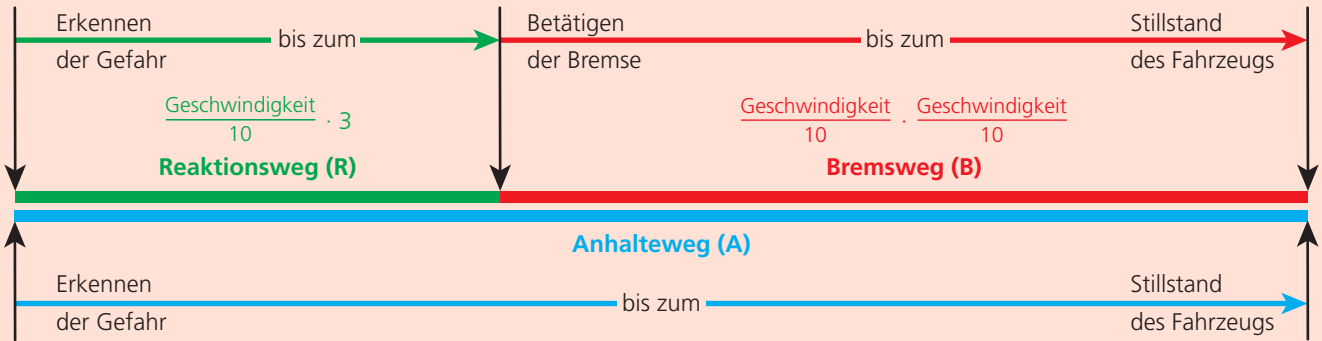 Erkennen
der Gefahr
bis zum
Betätigen
der Bremse
bis zum
Stillstand
des Fahrzeugs
Geschwindigkeit
10
· 3
Reaktionsweg (R)
Geschwindigkeit · Geschwindigkeit
10 10
Bremsweg (B)
Anhalteweg (A)
Erkennen
der Gefahr
bis zum
Stillstand
des Fahrzeugs